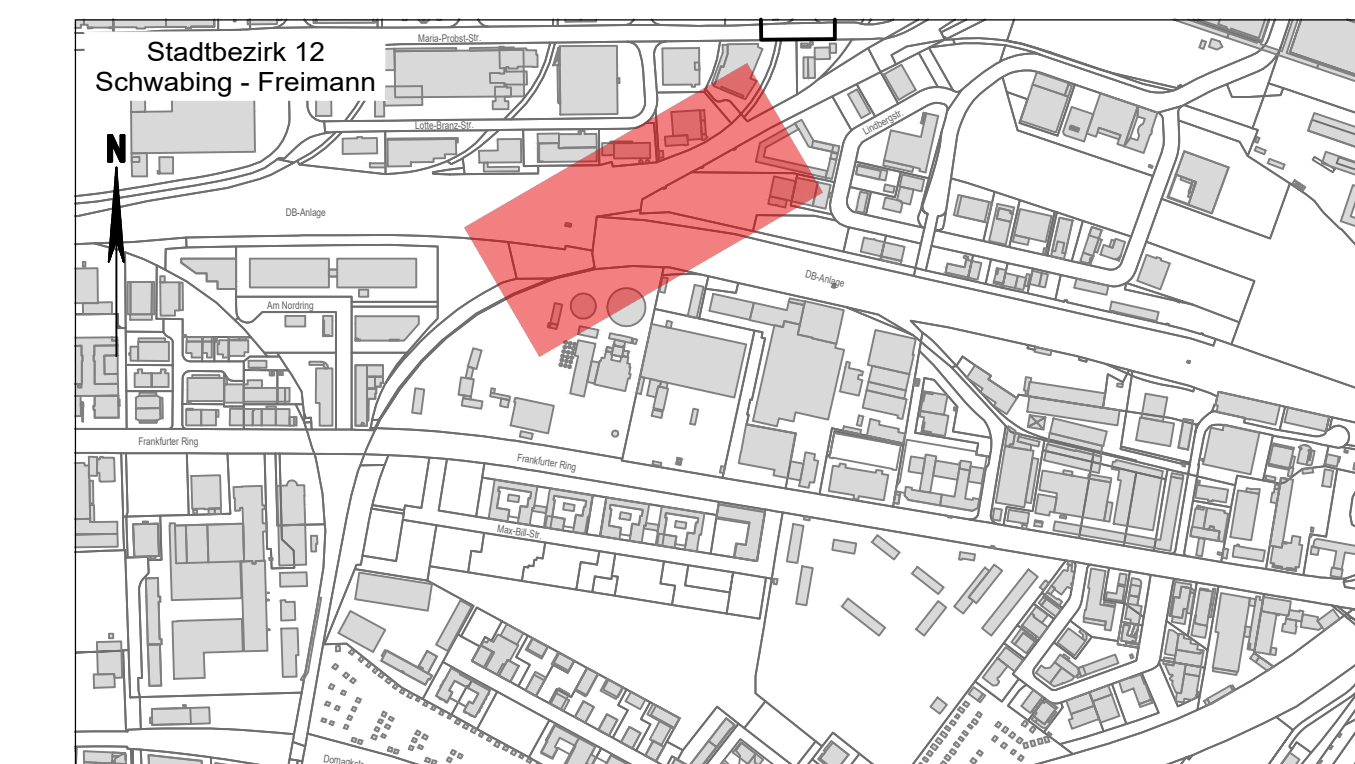 Maria-Probst-Str.
Stadtbezirk 12
Schwabing - Freimann
Lotte-Branz-Str.
Lindbergstr.
N
DB-Anlage
DB-Anlage
Am Nordring
Frankfurter Ring
Frankfurter Ring
Max-Bill-Str.